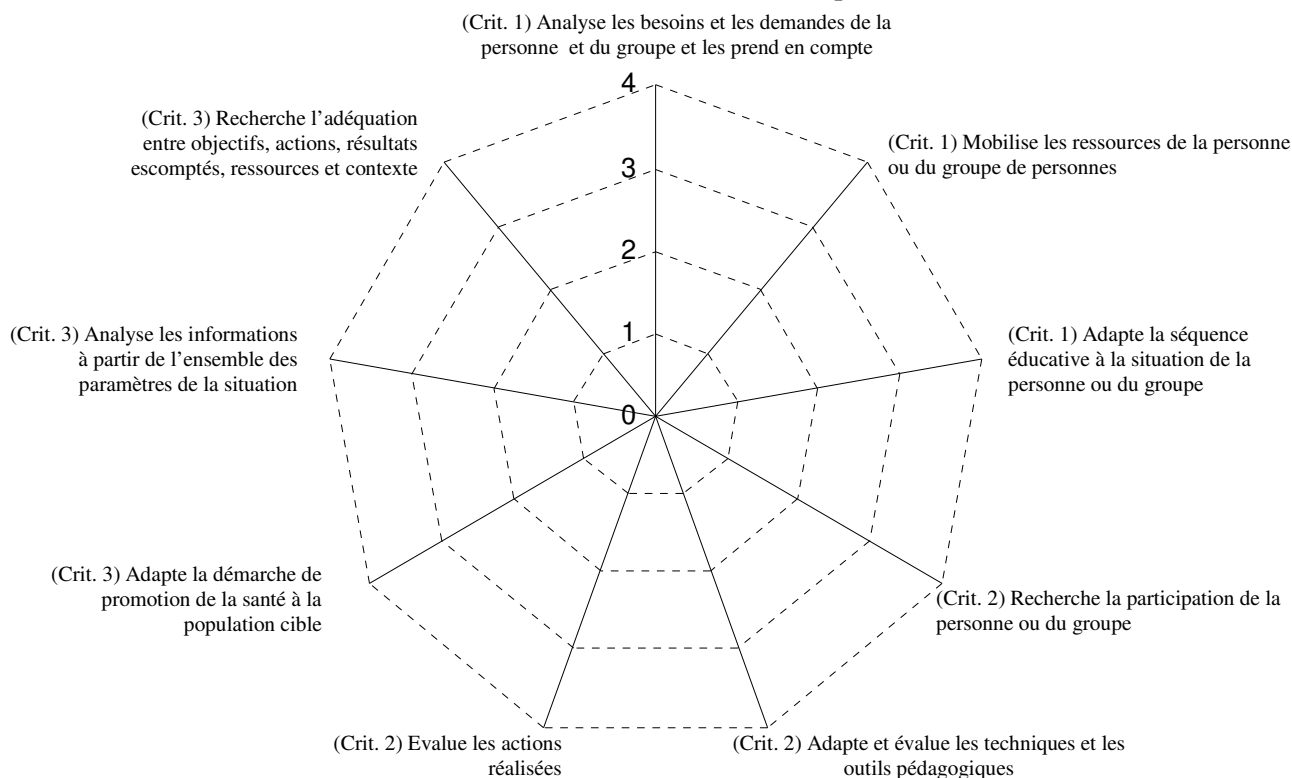 (Crit. 1) Analyse les besoins et les demandes de la
personne et du groupe et les prend en compte
4
(Crit. 3) Recherche l'adéquation
entre objectifs, actions, résultats
escomptés, ressources et contexte
(Crit. 1) Mobilise les ressources de la personne
ou du groupe de personnes
3
2
1
(Crit. 3) Analyse les informations
à partir de l'ensemble des
paramètres de la situation
(Crit. 1) Adapte la séquence
éducative à la situation de la
personne ou du groupe
0
(Crit. 3) Adapte la démarche de
promotion de la santé à la
population cible
(Crit. 2) Recherche la participation de la
personne ou du groupe
(Crit. 2) Evalue les actions
réalisées
(Crit. 2) Adapte et évalue les techniques et les
outils pédagogiques